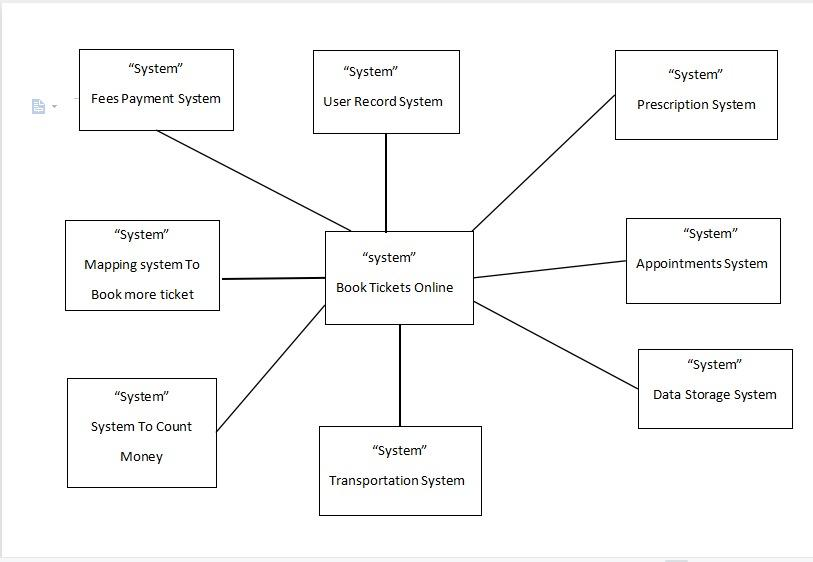 “System”
Fees Payment System
“System”
User Record System
“System”
Prescription System
“System”
Mapping system To
Book more ticket
“system”
Book Tickets Online
“System”
Appointments System
“System”
Data Storage System
“System”
System To Count
Money
“System”
Transportation System